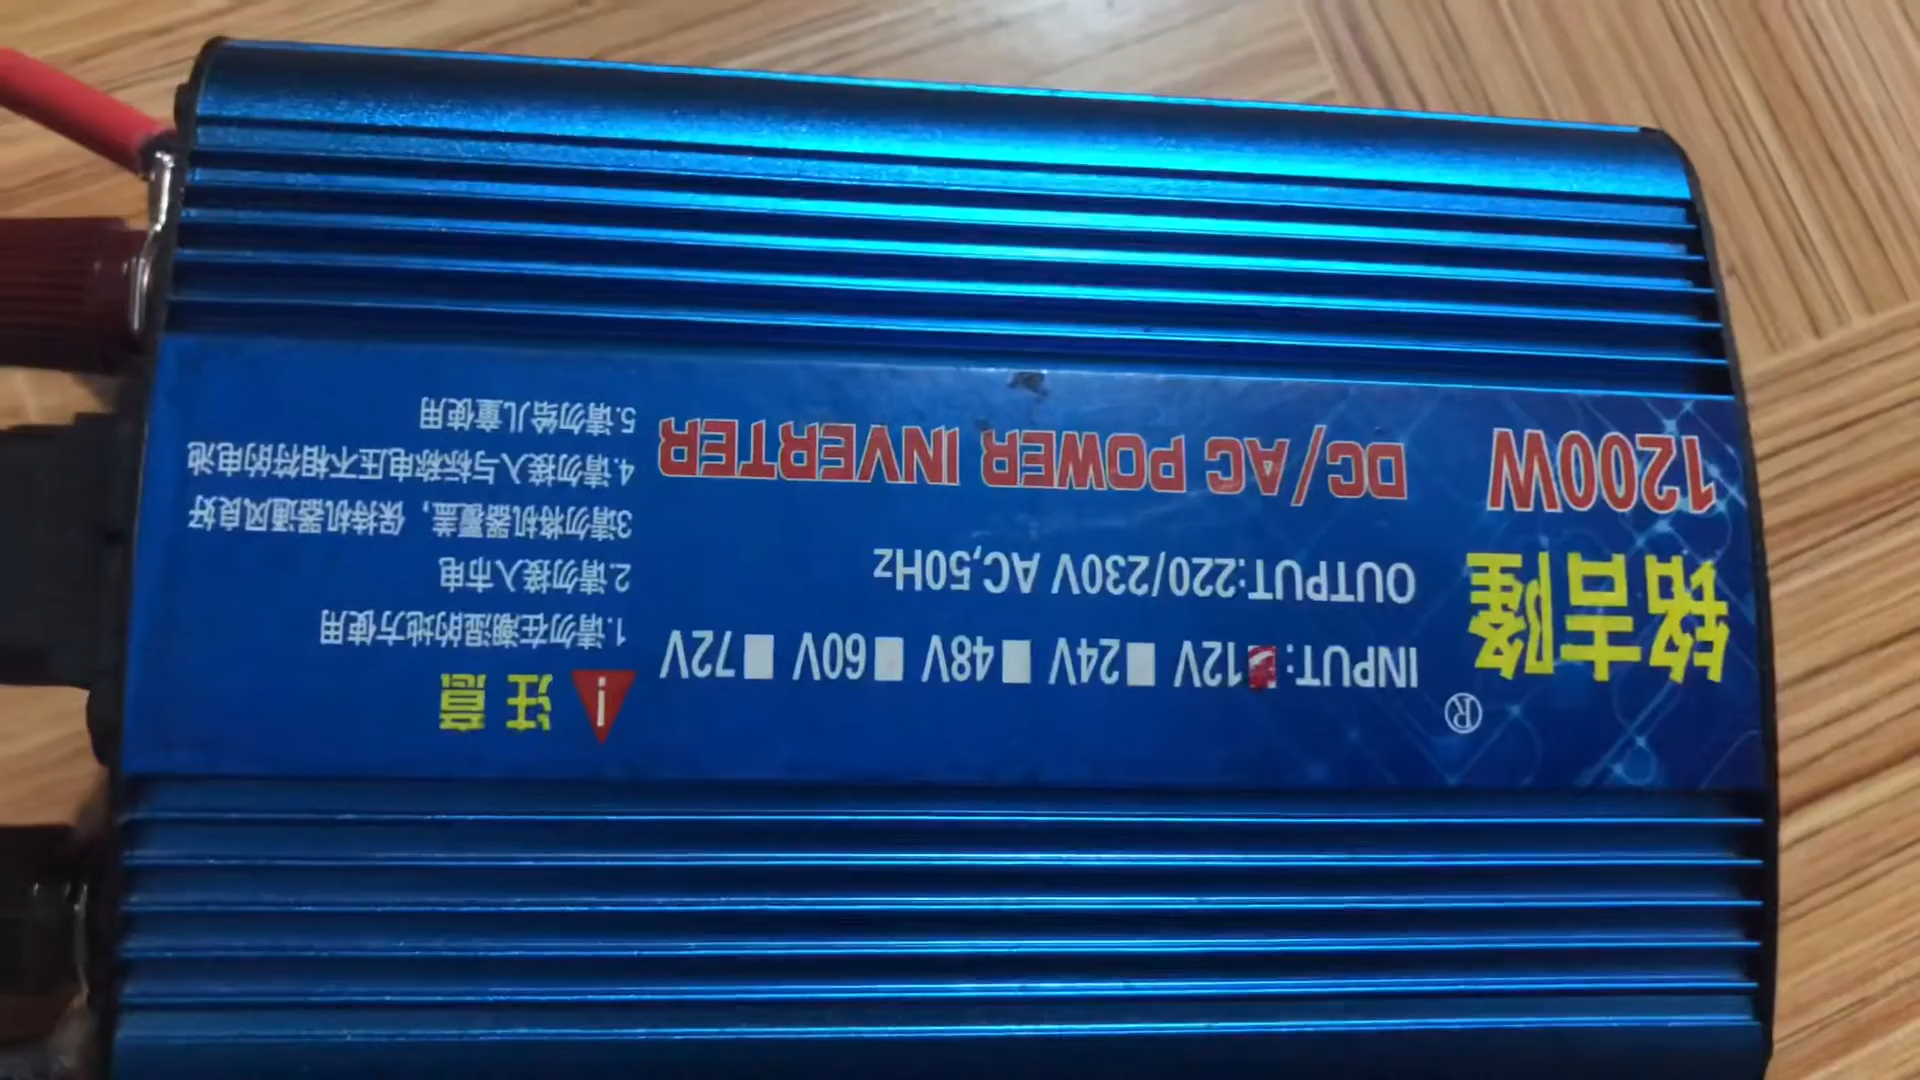 ®
铭吉隆
1200W
INPUT: 12V 24V 48V 60V 72V
OUTPUT:220/230V AC,50Hz
DC/AC POWER INVERTER
! 注意
1.请勿在潮湿的地方使用
2.请勿接入市电
3请勿将机器覆盖，保持机器通风良好
4.请勿接入与标称电压不相符的电池
5.请勿给儿童使用